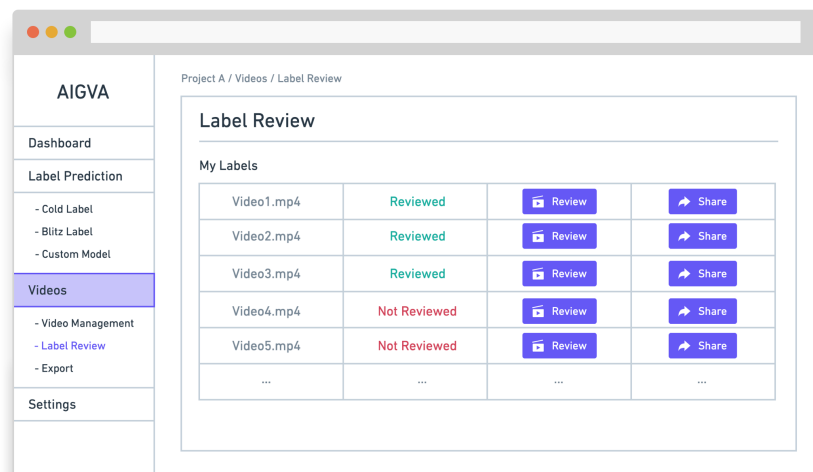 AIGVA
Dashboard
Label Prediction
- Cold Label
- Blitz Label
- Custom Model
Videos
- Video Management
- Label Review
- Export
Settings
Project A / Videos / Label Review
Label Review
My Labels
Video1.mp4 Reviewed Review Share
Video2.mp4 Reviewed Review Share
Video3.mp4 Reviewed Review Share
Video4.mp4 Not Reviewed Review Share
Video5.mp4 Not Reviewed Review Share
... ... ... ...